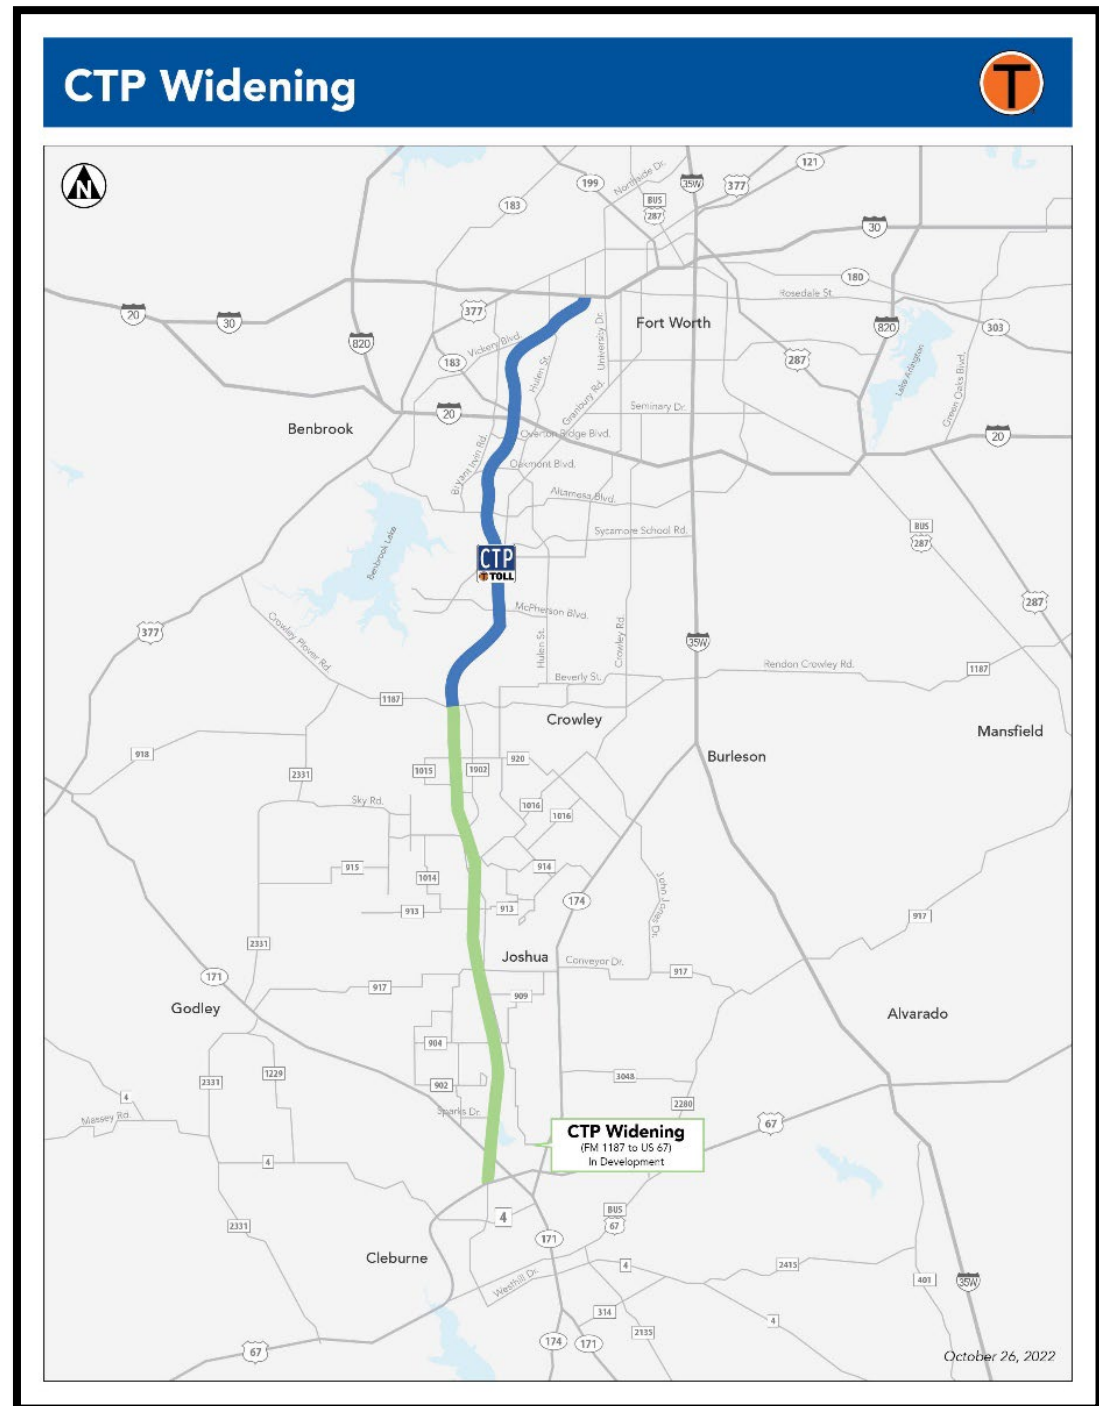 CTP Widening
T
N
121
199
Northside Dr.
35W
377
183
BUS
287
30
180
Rosedale St.
20
30
377
820
Fort Worth
820
303
Vickery Blvd.
183
Hulen St.
University Dr.
287
Lake Arlington
Green Oaks Blvd.
Granbury Rd.
20
Seminary Dr.
Benbrook
Overton Ridge Blvd.
20
Bryant Irvin Rd.
Oakmont Blvd.
Altamesa Blvd.
Sycamore School Rd.
BUS
287
Benbrook Lake
CTP
T TOLL
McPherson Blvd.
287
377
Crowley Plover Rd.
Hulen St.
Crowley Rd.
35W
Rendon Crowley Rd.
1187
Beverly St.
1187
Crowley
Mansfield
918
Burleson
920
2331
1015
1902
Sky Rd.
1016
1016
915
914
1014
174
John Jones Dr.
913
913
917
2331
Joshua
Conveyor Dr.
171
917
917
909
Godley
Alvarado
904
2331
1229
902
3048
4
2280
Massey Rd.
Sparks Dr.
67
CTP Widening
(FM 1187 to US 67)
In Development
4
2331
4
BUS
67
171
Cleburne
4
2415
Westhill Dr.
401
35W
314
4
2135
174
171
67
October 26, 2022